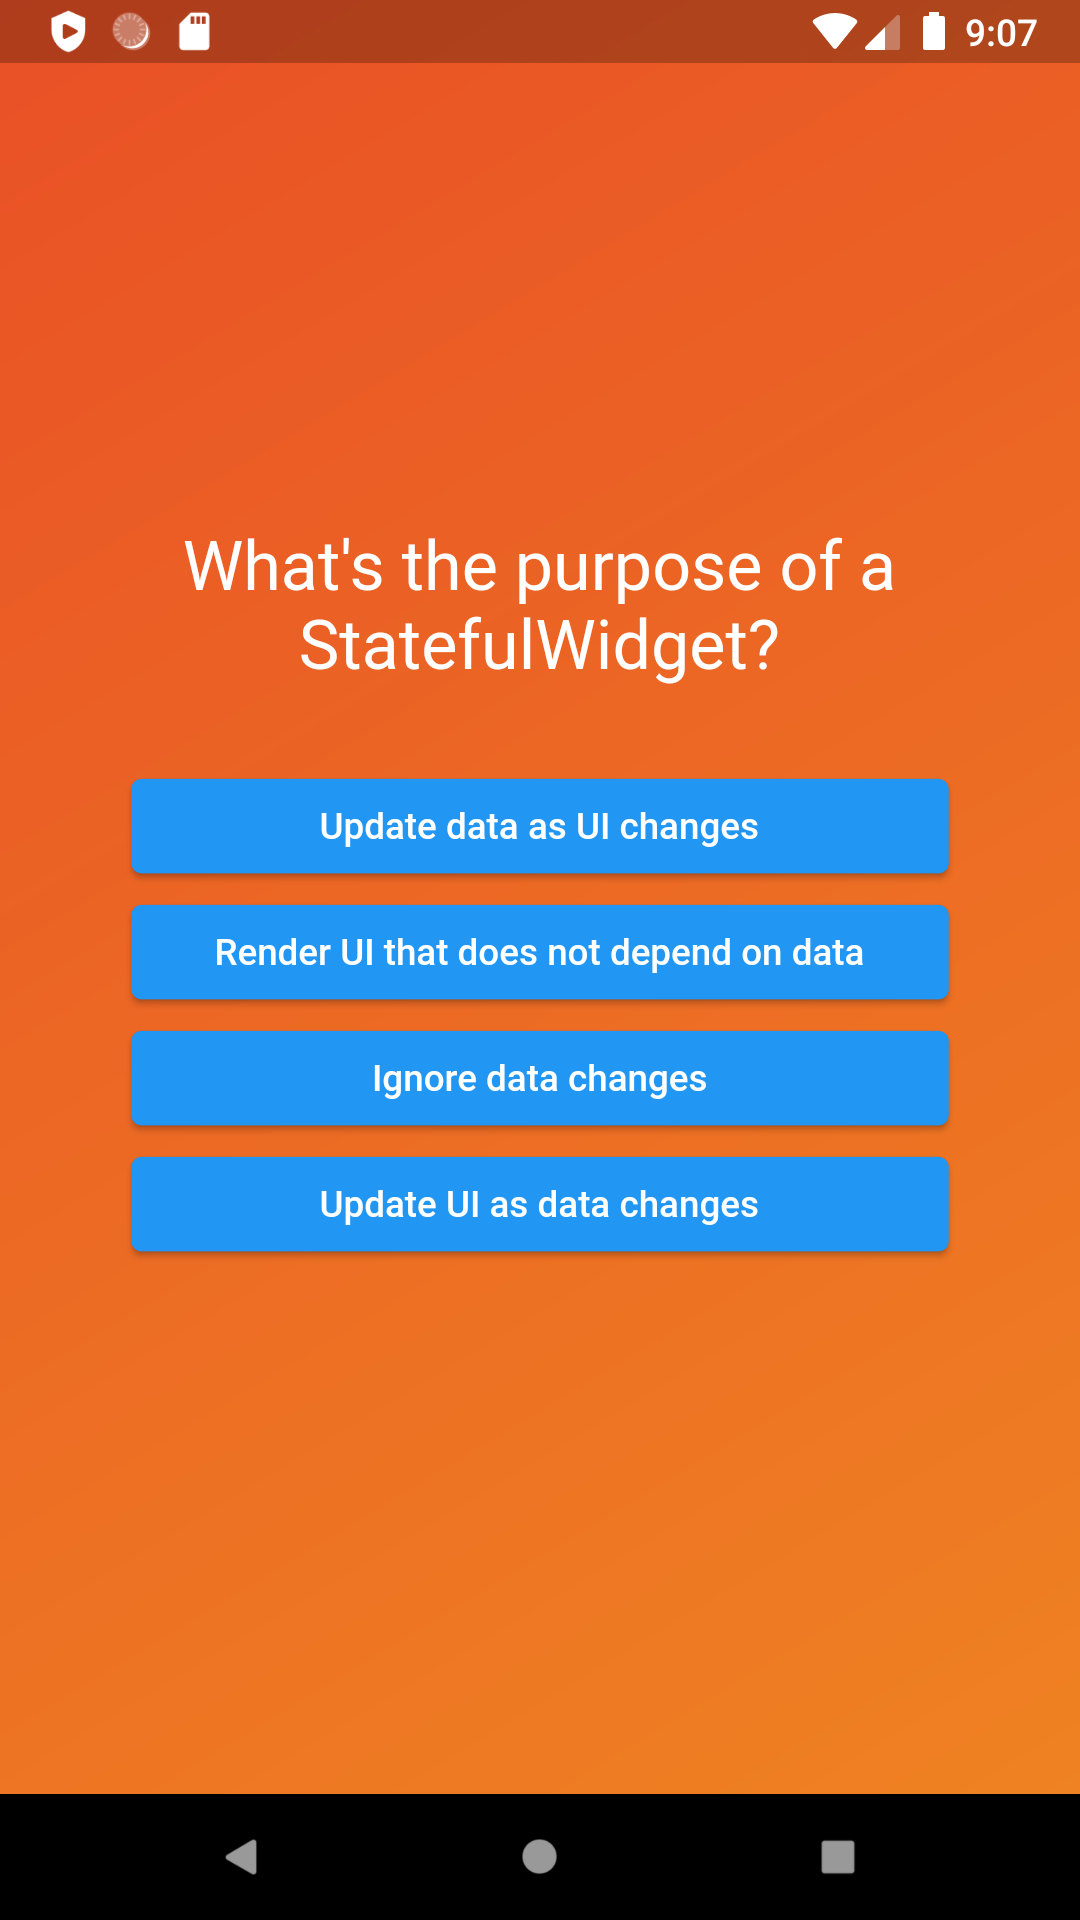 9:07
What's the purpose of a
StatefulWidget?
Update data as UI changes
Render UI that does not depend on data
Ignore data changes
Update UI as data changes